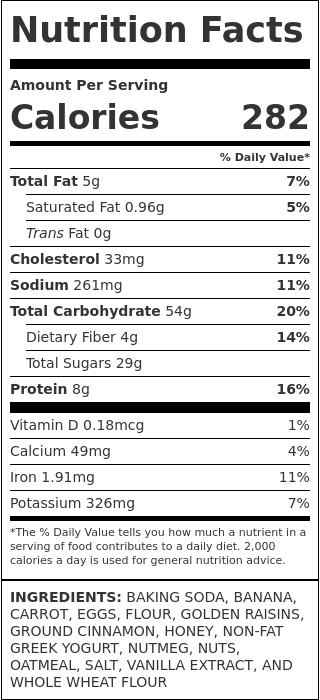 Nutrition Facts
Amount Per Serving
Calories 282
% Daily Value*
Total Fat 5g 7%
Saturated Fat 0.96g 5%
Trans Fat 0g
Cholesterol 33mg 11%
Sodium 261mg 11%
Total Carbohydrate 54g 20%
Dietary Fiber 4g 14%
Total Sugars 29g
Protein 8g 16%
Vitamin D 0.18mcg 1%
Calcium 49mg 4%
Iron 1.91mg 11%
Potassium 326mg 7%
*The % Daily Value tells you how much a nutrient in a
serving of food contributes to a daily diet. 2,000
calories a day is used for general nutrition advice.
INGREDIENTS: BAKING SODA, BANANA,
CARROT, EGGS, FLOUR, GOLDEN RAISINS,
GROUND CINNAMON, HONEY, NON-FAT
GREEK YOGURT, NUTMEG, NUTS,
OATMEAL, SALT, VANILLA EXTRACT, AND
WHOLE WHEAT FLOUR